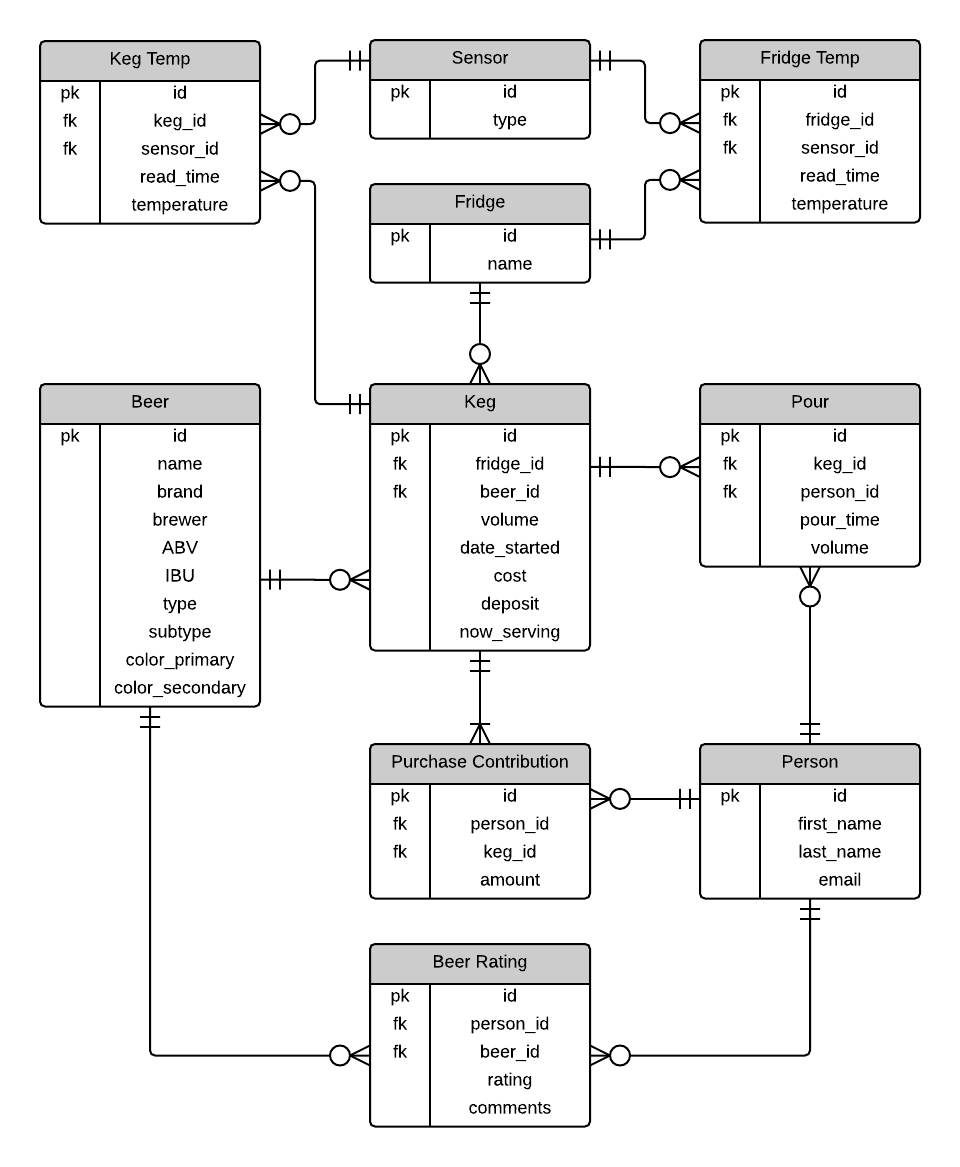 Keg Temp
pk id
fk keg_id
fk sensor_id
read_time
temperature
Sensor
pk id
type
Fridge Temp
pk id
fk fridge_id
fk sensor_id
read_time
temperature
Fridge
pk id
name
Beer
pk id
name
brand
brewer
ABV
IBU
type
subtype
color_primary
color_secondary
Keg
pk id
fk fridge_id
fk beer_id
volume
date_started
cost
deposit
now_serving
Pour
pk id
fk keg_id
fk person_id
pour_time
volume
Purchase Contribution
pk id
fk person_id
fk keg_id
amount
Person
pk id
first_name
last_name
email
Beer Rating
pk id
fk person_id
fk beer_id
rating
comments